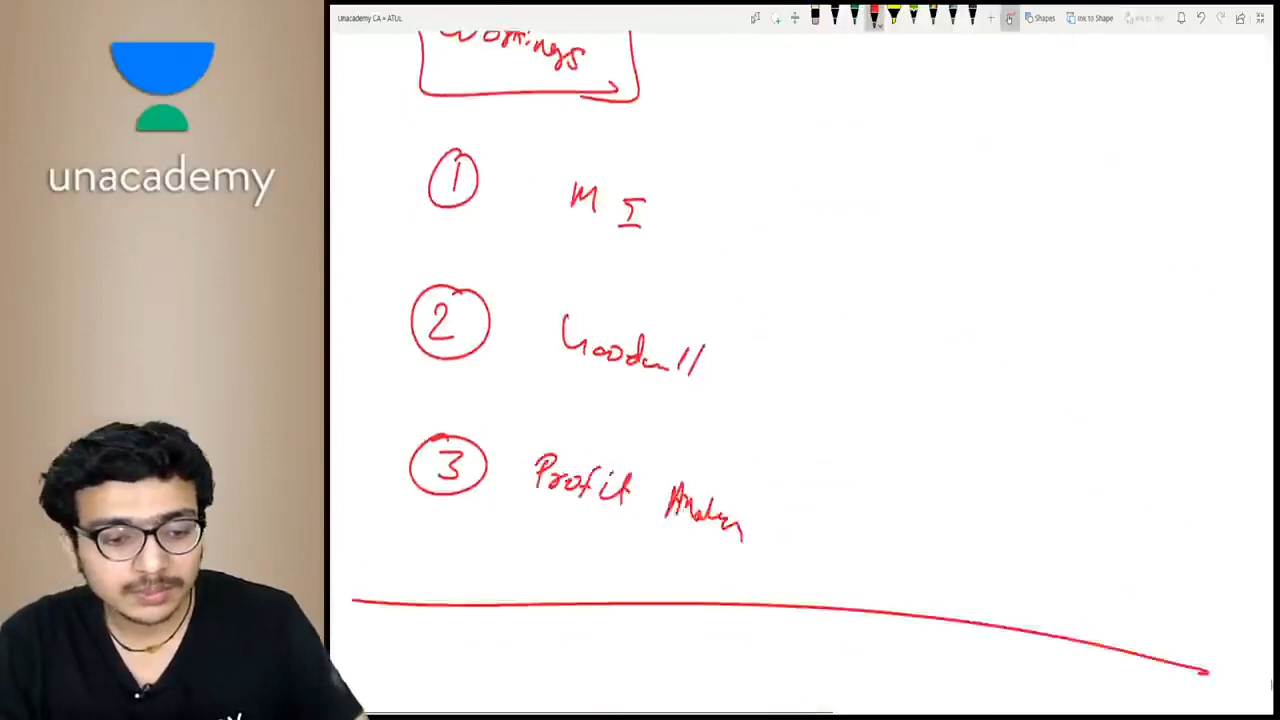 unacademy CA = ATUL
Shapes
Ink to Shape
unacademy
Workings
1 M I
2 Goodwill
3 Profit